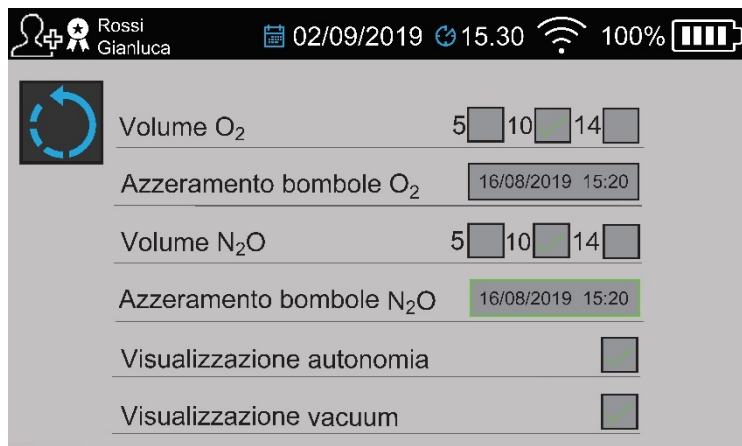 Rossi
Gianluca
02/09/2019 15.30 100%
Volume O₂ 5 10 14
Azzeramento bombole O₂ 16/08/2019 15:20
Volume N₂O 5 10 14
Azzeramento bombole N₂O 16/08/2019 15:20
Visualizzazione autonomia
Visualizzazione vacuum